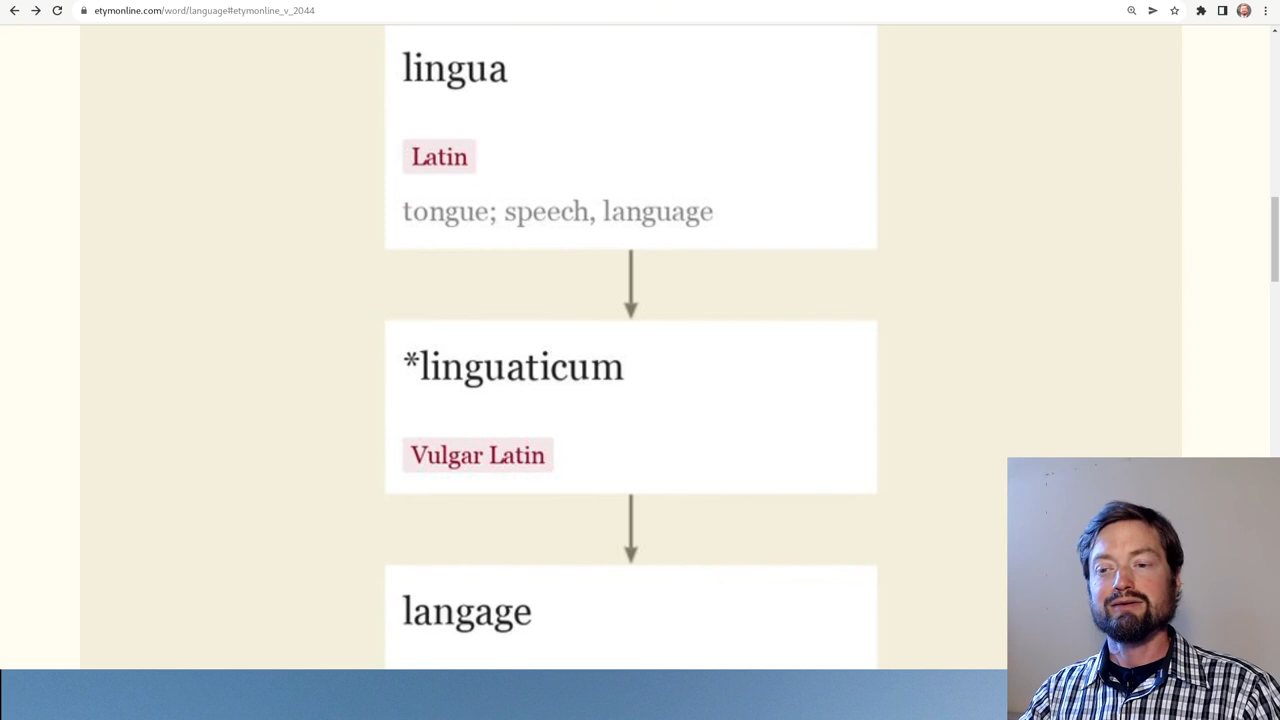 etymonline.com/word/language#etymonline_v_2044
lingua
Latin
tongue; speech, language
*linguaticum
Vulgar Latin
langage